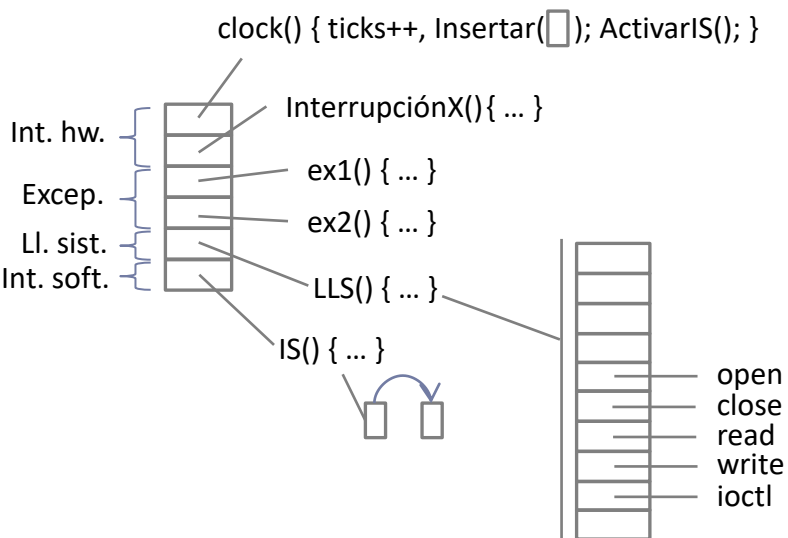 clock() { ticks++, Insertar( ); ActivarIS(); }
Int. hw.
InterrupciónX() { ... }
Excep.
ex1() { ... }
ex2() { ... }
Ll. sist.
Int. soft.
LLS() { ... }
IS() { ... }
open
close
read
write
ioctl